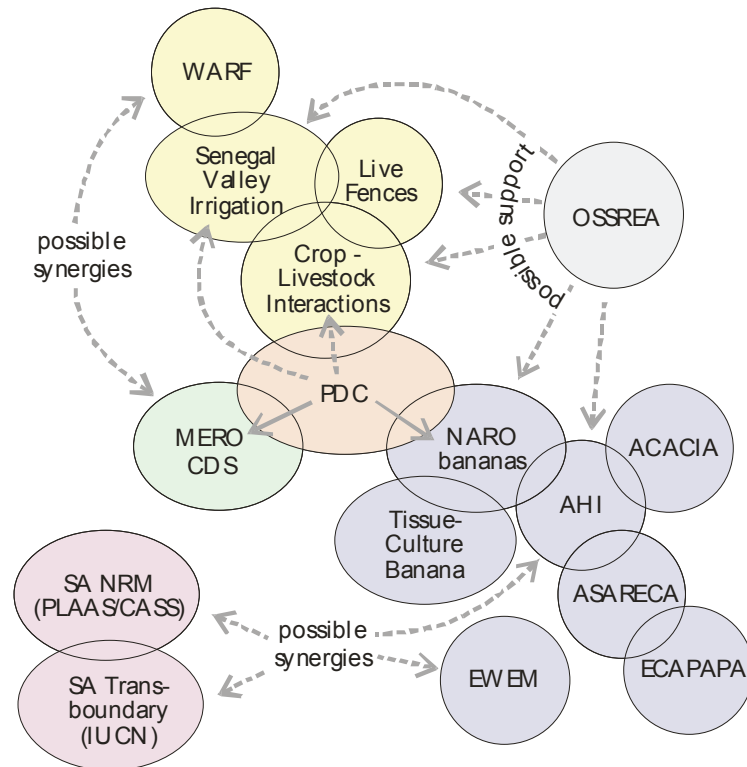 WARF
Senegal
Valley
Irrigation
Live
Fences
possible support
OSSREA
possible
synergies
Crop -
Livestock
Interactions
PDC
MERO
CDS
NARO
bananas
ACACIA
AHI
Tissue-
Culture
Banana
SA NRM
(PLAAS/CASS)
ASARECA
possible
synergies
EWEM
ECAPAPA
SA Trans-
boundary
(IUCN)